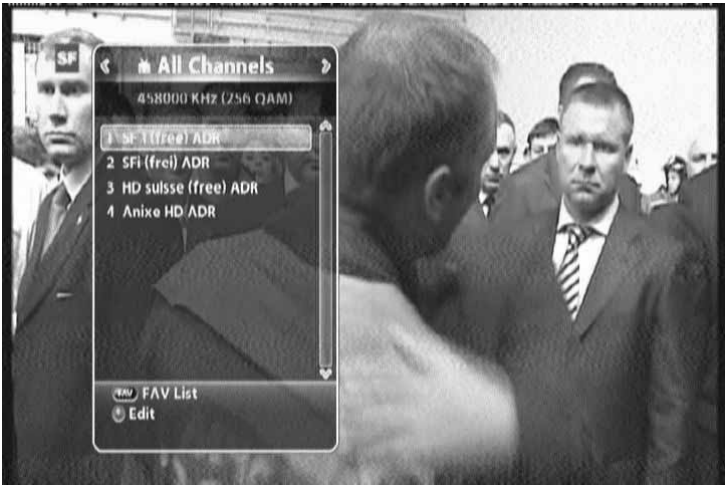 SF
All Channels
458000 KHz (256 QAM)
1 SF 1 (free) ADR
2 SFi (frei) ADR
3 HD suisse (free) ADR
4 Anixe HD ADR
FAV FAV List
Edit